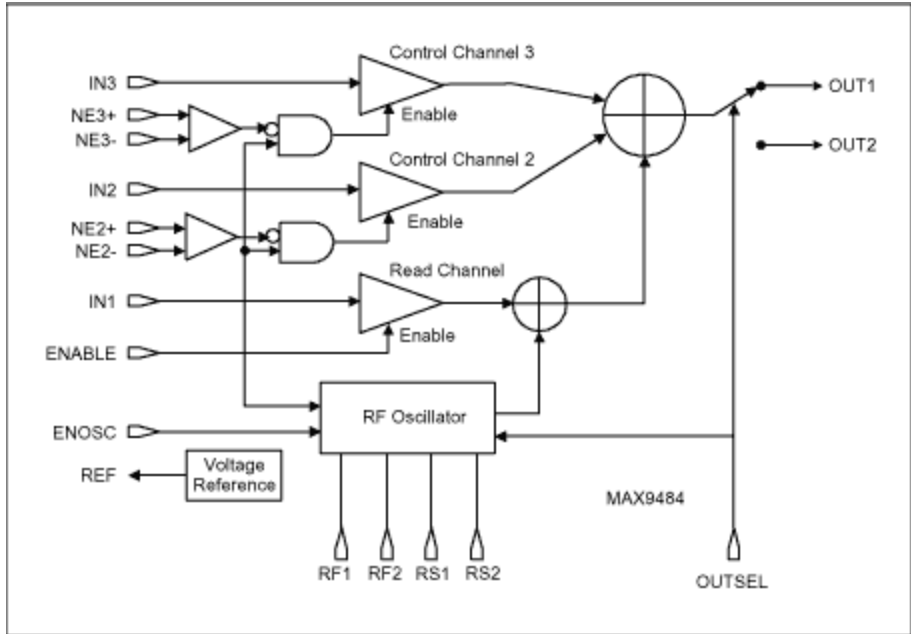 Control Channel 3
IN3
OUT1
NE3+
Enable
NE3-
OUT2
Control Channel 2
IN2
Enable
NE2+
NE2-
Read Channel
IN1
Enable
ENABLE
RF Oscillator
ENOSC
Voltage
Reference
REF
MAX9484
RF1 RF2 RS1 RS2
OUTSEL